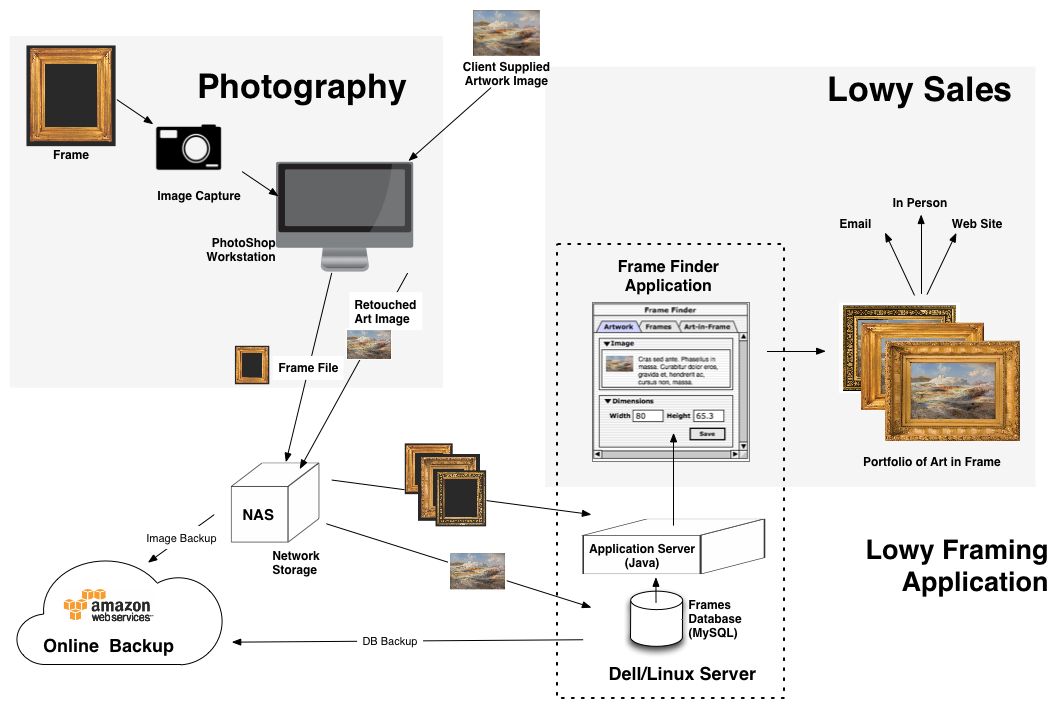 Client Supplied
Artwork Image
Photography
Lowy Sales
Frame
Image Capture
PhotoShop
Workstation
In Person
Email
Web Site
Frame Finder
Application
Frame Finder
Artwork
Frames
Art-in-Frame
Image
Cras sed ante. Phasellus in
massa. Curabitur dolor eros,
gravida et, hendrerit ac,
cursus non, massa.
Dimensions
Width 80 Height 65.3
Save
Retouched
Art Image
Frame File
Portfolio of Art in Frame
NAS
Network
Storage
Image Backup
Application Server
(Java)
Lowy Framing
Application
amazon
webservices™
Online Backup
Frames
Database
(MySQL)
DB Backup
Dell/Linux Server